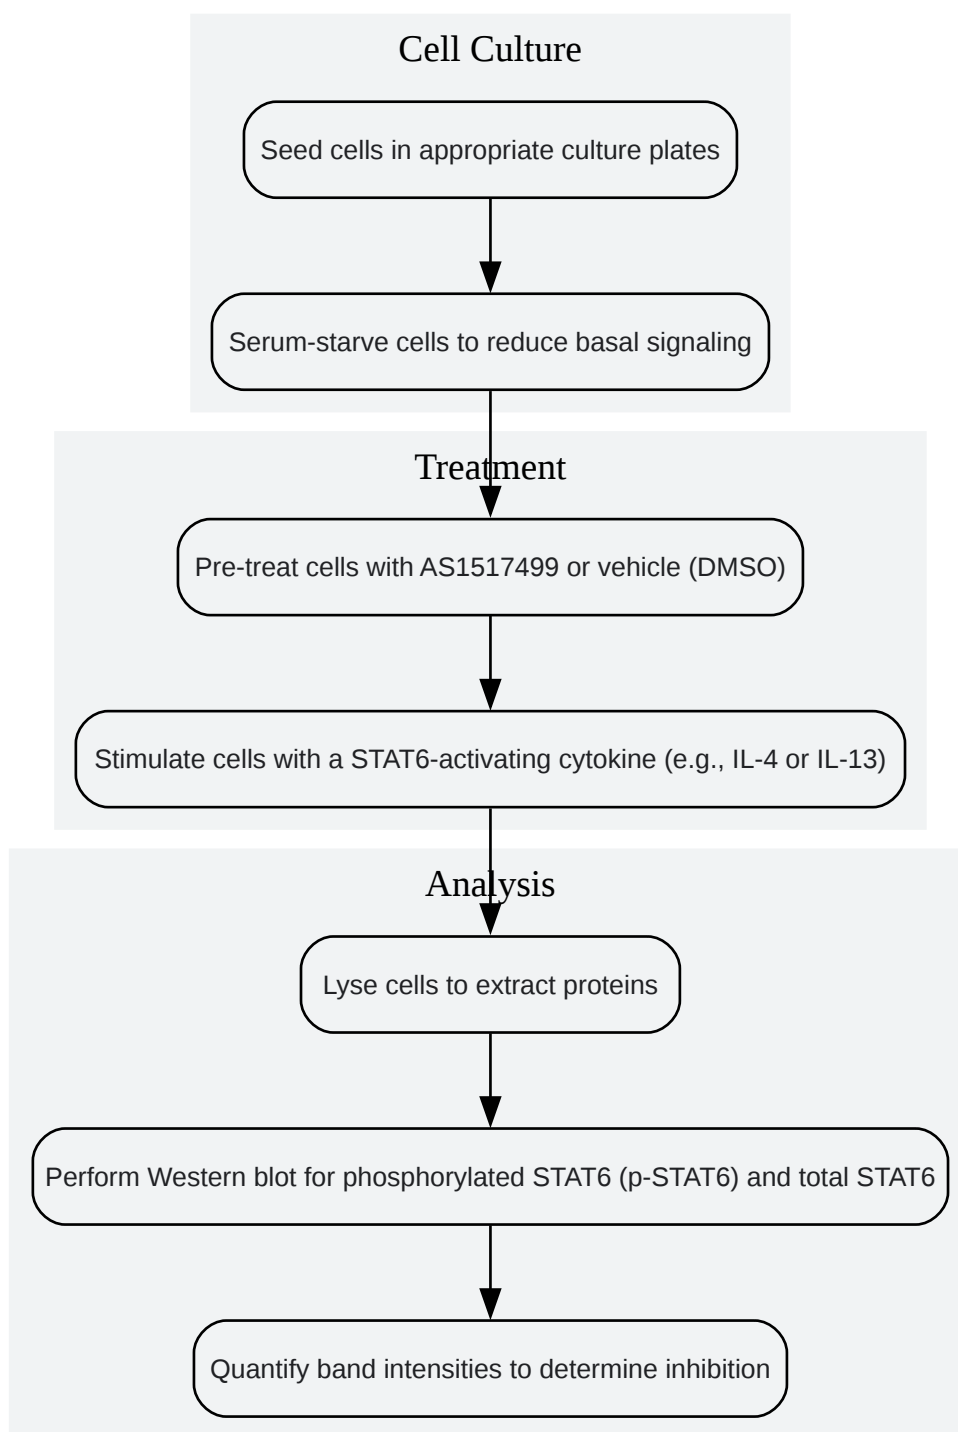 Cell Culture
Seed cells in appropriate culture plates
Serum-starve cells to reduce basal signaling
Treatment
Pre-treat cells with AS1517499 or vehicle (DMSO)
Stimulate cells with a STAT6-activating cytokine (e.g., IL-4 or IL-13)
Analysis
Lyse cells to extract proteins
Perform Western blot for phosphorylated STAT6 (p-STAT6) and total STAT6
Quantify band intensities to determine inhibition